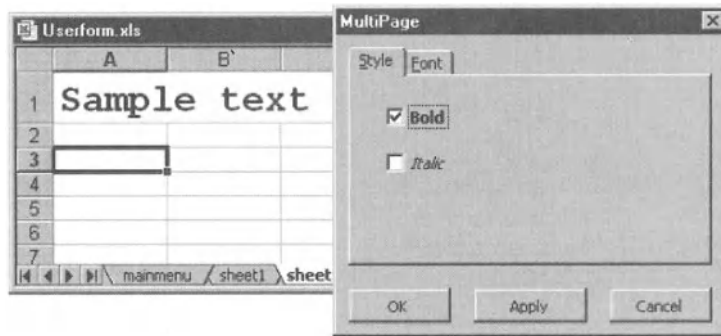 Userform.xls
A B`
1 Sample text
2
3
4
5
6
7
mainmenu sheet1 sheet
MultiPage
Style Font
Bold
Italic
OK Apply Cancel